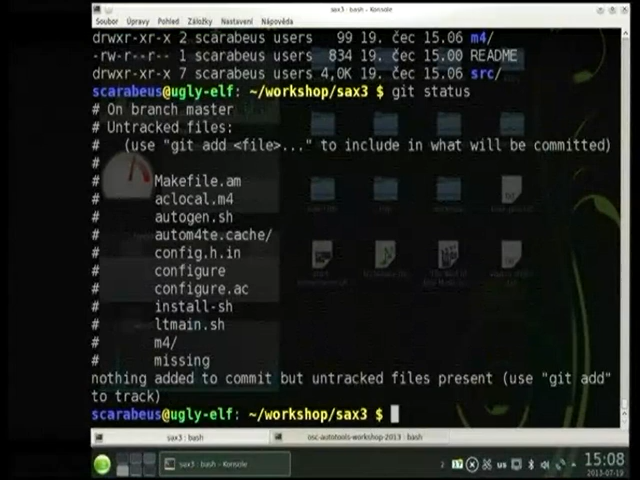 sax3 : bash - Konsole
Soubor Úpravy Pohled Záložky Nastavení Nápověda
drwxr-xr-x 2 scarabeus users 99 19. čec 15.06 m4/
-rw-r--r-- 1 scarabeus users 834 19. čec 15.00 README
drwxr-xr-x 7 scarabeus users 4,0K 19. čec 15.06 src/
scarabeus@ugly-elf: ~/workshop/sax3 $ git status
# On branch master
# Untracked files:
# (use "git add <file>..." to include in what will be committed)
#
# Makefile.am
# aclocal.m4
# autogen.sh
# autom4te.cache/
# config.h.in
# configure
# configure.ac
# install-sh
# ltmain.sh
# m4/
# missing
nothing added to commit but untracked files present (use "git add"
to track)
scarabeus@ugly-elf: ~/workshop/sax3 $
sax3 : bash
osc-autotools-workshop-2013 : bash
sax3 : bash – Konsole
2
us
15:08
2013-07-19